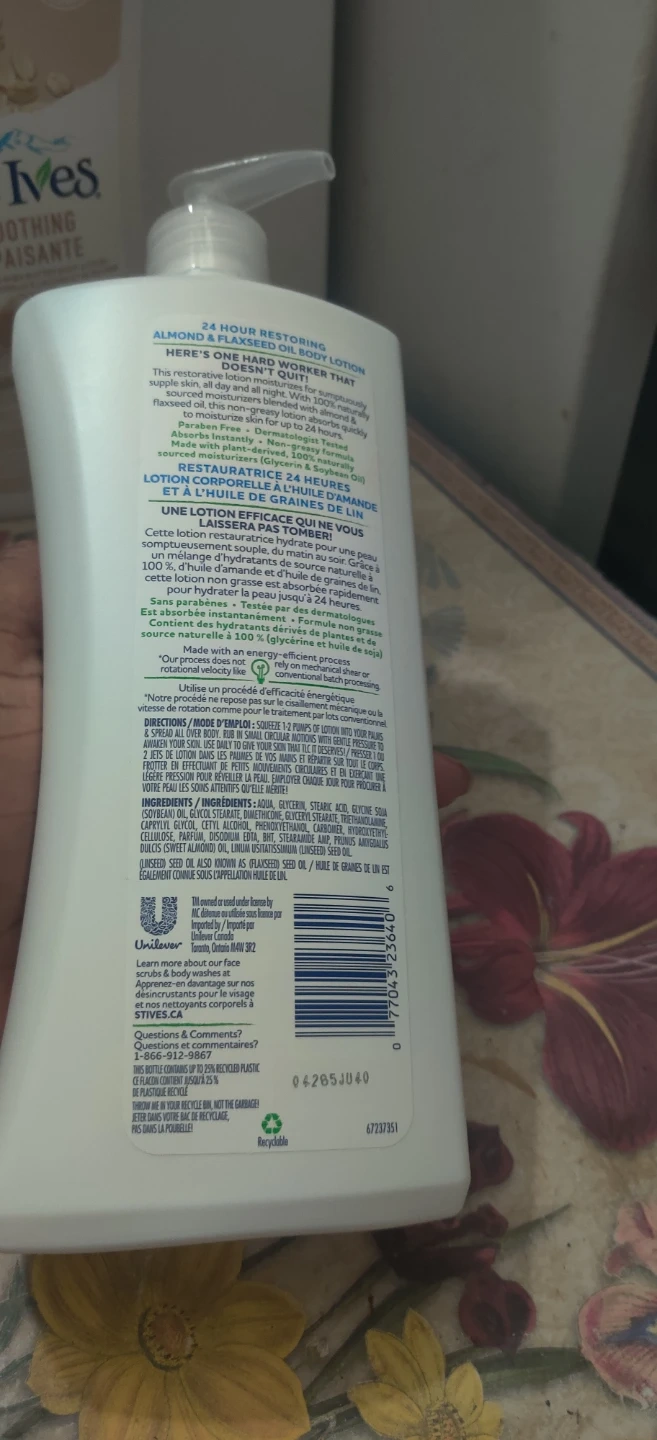 Ives
24 HOUR RESTORING
ALMOND & FLAXSEED OIL BODY LOTION
HERE'S ONE HARD WORKER THAT
DOESN'T QUIT!
This restorative lotion moisturizes for sumptuously
supple skin, all day and all night. With 100% naturally
sourced moisturizers blended with almond &
flaxseed oil, this non-greasy lotion absorbs quickly
to moisturize skin for up to 24 hours.
Paraben Free • Dermatologist Tested
Absorbs Instantly • Non-greasy formula
Made with plant-derived, 100% naturally
sourced moisturizers (Glycerin & Soybean Oil)
RESTAURATRICE 24 HEURES
LOTION CORPORELLE À L'HUILE D'AMANDE
ET À L'HUILE DE GRAINES DE LIN
UNE LOTION EFFICACE QUI NE VOUS
LAISSERA PAS TOMBER!
Cette lotion restauratrice hydrate pour une peau
somptueusement souple, du matin au soir. Grâce à
un mélange d'hydratants de source naturelle à
100 %, d'huile d'amande et d'huile de graines de lin,
cette lotion non grasse est absorbée rapidement
pour hydrater la peau jusqu'à 24 heures.
Sans parabènes • Testée par des dermatologues
Est absorbée instantanément • Formule non grasse
Contient des hydratants dérivés de plantes et de
source naturelle à 100 % (glycérine et huile de soja)
Made with an energy-efficient process
*Our process does not rely on mechanical shear or
rotational velocity like conventional batch processing.
Utilise un procédé d'efficacité énergétique
*Notre procédé ne repose pas sur le cisaillement mécanique ou la
vitesse de rotation comme pour le traitement par lots conventionnel.
DIRECTIONS / MODE D'EMPLOI : SQUEEZE 1-2 PUMPS OF LOTION INTO YOUR PALMS
& SPREAD ALL OVER BODY. RUB IN SMALL CIRCULAR MOTIONS WITH GENTLE PRESSURE TO
AWAKEN YOUR SKIN. USE DAILY TO GIVE YOUR SKIN THAT TLC IT DESERVES! / PRESSER 1 OU
2 JETS DE LOTION DANS LES PAUMES DE VOS MAINS ET RÉPARTIR SUR TOUT LE CORPS.
FROTTER EN EFFECTUANT DE PETITS MOUVEMENTS CIRCULAIRES ET EN EXERCANT UNE
LÉGÈRE PRESSION POUR RÉVEILLER LA PEAU. EMPLOYER CHAQUE JOUR POUR PROCURER À
VOTRE PEAU LES SOINS ATTENTIFS QU'ELLE MÉRITE!
INGREDIENTS / INGRÉDIENTS : AQUA, GLYCERIN, STEARIC ACID, GLYCINE SOJA
(SOYBEAN) OIL, GLYCOL STEARATE, DIMETHICONE, GLYCERYL STEARATE, TRIETHANOLAMINE,
CAPRYLYL GLYCOL, CETYL ALCOHOL, PHENOXYETHANOL, CARBOMER, HYDROXYETHYL-
CELLULOSE, PARFUM, DISODIUM EDTA, BHT, STEARAMIDE AMP, PRUNUS AMYGDALUS
DULCIS (SWEET ALMOND) OIL, LINUM USITATISSIMUM (LINSEED) SEED OIL.
(LINSEED) SEED OIL ALSO KNOWN AS (FLAXSEED) SEED OIL / HUILE DE GRAINES DE LIN EST
ÉGALEMENT CONNUE SOUS L'APPELLATION HUILE DE LIN.
Unilever
TM owned or used under license by
MC détenue ou utilisée sous licence par
Imported by / Importé par
Unilever Canada
Toronto, Ontario M4W 3R2
Learn more about our face
scrubs & body washes at
Apprenez-en davantage sur nos
désincrustants pour le visage
et nos nettoyants corporels à
STIVES.CA
Questions & Comments?
Questions et commentaires?
1-866-912-9867
THIS BOTTLE CONTAINS UP TO 25% RECYCLED PLASTIC
CE FLACON CONTIENT JUSQU'À 25 %
DE PLASTIQUE RECYCLÉ
THROW ME IN YOUR RECYCLE BIN, NOT THE GARBAGE!
JETER DANS VOTRE BAC DE RECYCLAGE,
PAS DANS LA POUBELLE!
Recyclable
0 77043 23640 6
04285JU40
67237351